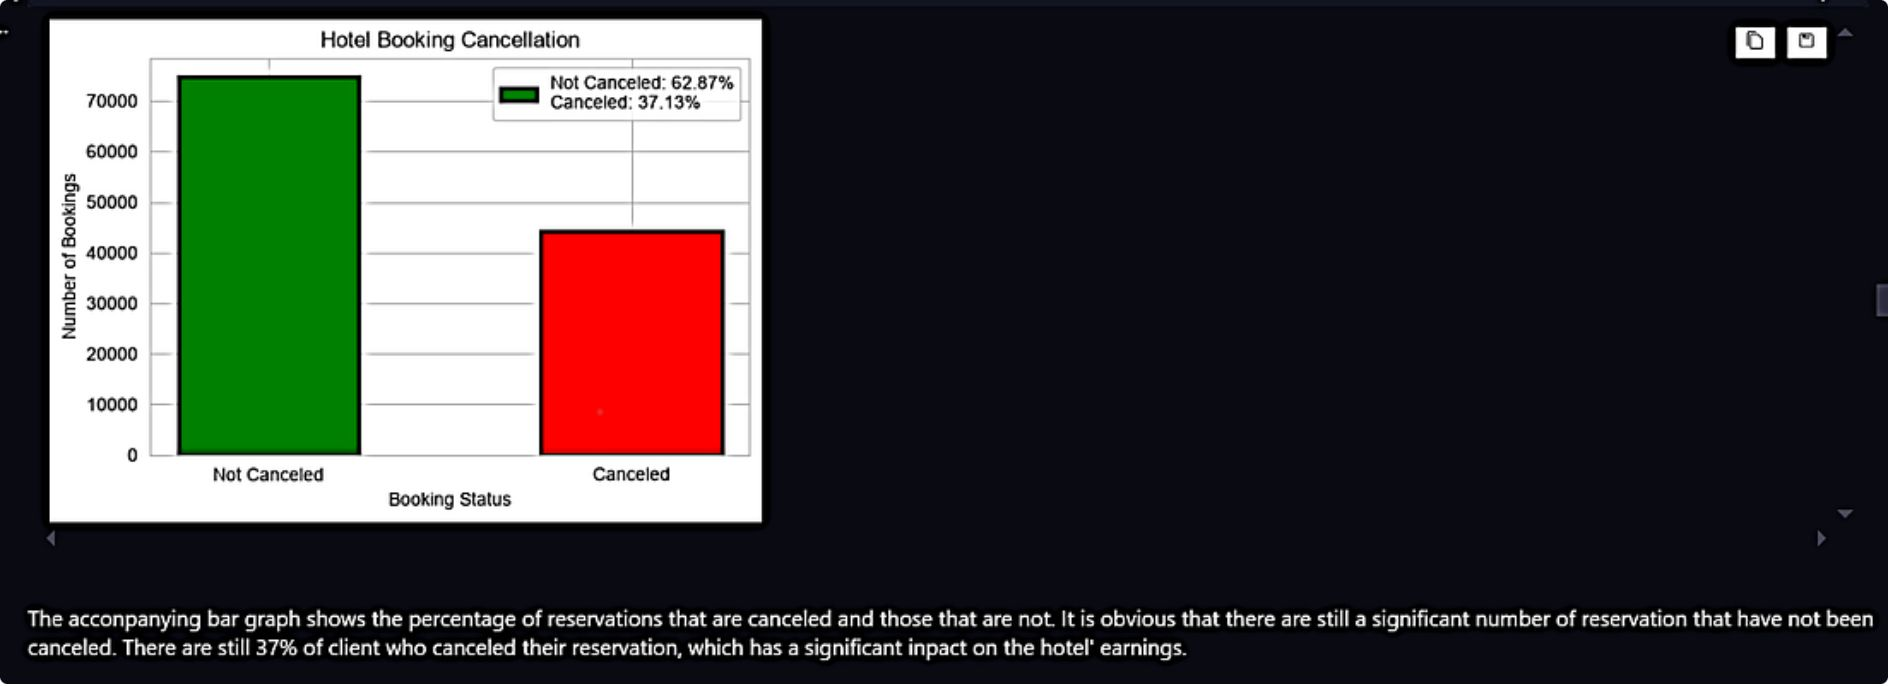 Hotel Booking Cancellation
Not Canceled: 62.87%
Canceled: 37.13%
Number of Bookings
70000
60000
50000
40000
30000
20000
10000
0
Not Canceled
Canceled
Booking Status
The acconpanying bar graph shows the percentage of reservations that are canceled and those that are not. It is obvious that there are still a significant number of reservation that have not been
canceled. There are still 37% of client who canceled their reservation, which has a significant inpact on the hotel' earnings.